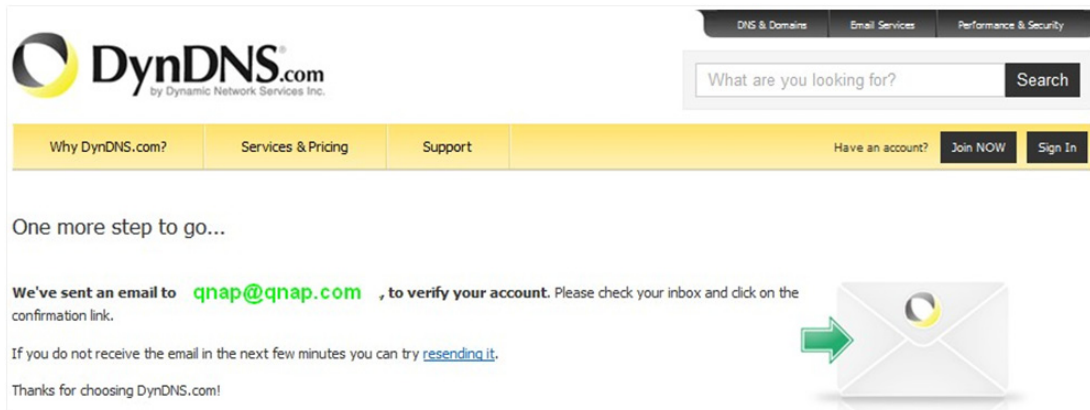 DNS & Domains Email Services Performance & Security
DynDNS®.com
by Dynamic Network Services Inc.
What are you looking for? Search
Why DynDNS.com? Services & Pricing Support Have an account? Join NOW Sign In
One more step to go...
We've sent an email to qnap@qnap.com , to verify your account. Please check your inbox and click on the
confirmation link.
If you do not receive the email in the next few minutes you can try resending it.
Thanks for choosing DynDNS.com!